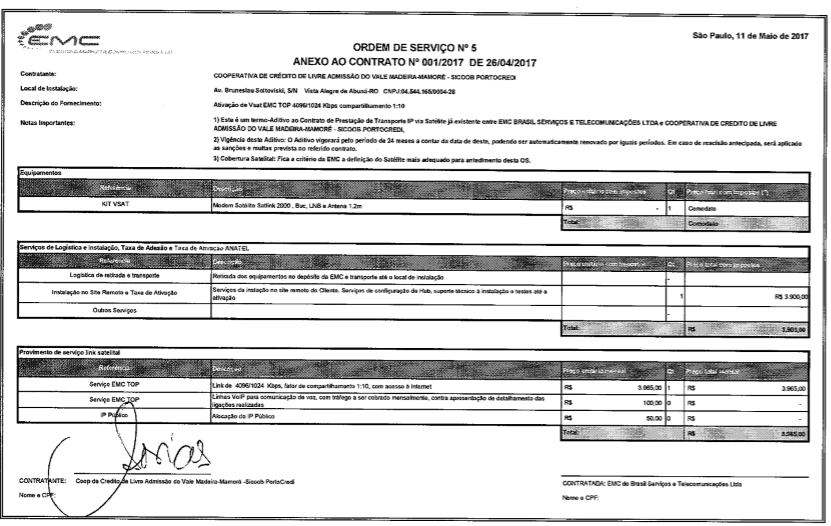 EMC
São Paulo, 11 de Maio de 2017
ORDEM DE SERVIÇO Nº 5
ANEXO AO CONTRATO Nº 001/2017 DE 26/04/2017
Contratante: COOPERATIVA DE CRÉDITO DE LIVRE ADMISSÃO DO VALE MADEIRA-MAMORÉ - SICOOB PORTOCREDI
Local de Instalação: Av. Bruneslau Soltoviski, S/N Vista Alegre de Abunã-RO CNPJ:04.544.165/0004-28
Descrição do Fornecimento: Ativação de Vsat EMC TOP 4096/1024 Kbps compartilhamento 1:10
Notas Importantes: 1) Este é um termo-Aditivo ao Contrato de Prestação de Transporte IP via Satélite já existente entre EMC BRASIL SERVIÇOS E TELECOMUNICAÇÕES LTDA e COOPERATIVA DE CREDITO DE LIVRE
ADMISSÃO DO VALE MADEIRA-MAMORÉ - SICOOB PORTOCREDI,
2) Vigência deste Aditivo: O Aditivo vigorará pelo período de 24 meses a contar da data de deste, podendo ser automaticamente renovado por iguais períodos. Em caso de rescisão antecipada, será aplicado
as sanções e multas prevista no referido contrato.
3) Cobertura Satelital: Fica a critério da EMC a definição do Satélite mais adequado para antedimento desta OS.
Equipamentos
Referência Descrição Preço unitário com impostos Qt Preço total com impostos
KIT VSAT Modem Satélite Satlink 2000 , Buc, LNB e Antena 1.2m R$ - 1 Comodato
Total: Comodato
Serviços de Logística e Instalação, Taxa de Adesão e Taxa de Ativação ANATEL
Referência Descrição Preço unitário com impostos Qt Preço total com impostos
Logística de retirada e transporte Retirada dos equipamentos no depósito da EMC e transporte até o local de instalação -
Instalação no Site Remoto e Taxa de Ativação Serviços da instação no site remoto do Cliente. Serviços de configuração da Hub, suporte técnico à instalação e testes até a
ativação 1 R$ 3.900,00
Outros Serviços -
Total: R$ 3.900,00
Provimento de serviço link satelital
Referência Descrição Preço unitário mensal Qt Preço total mensal
Serviço EMC TOP Link de 4096/1024 Kbps, fator de compartilhamento 1:10, com acesso à Internet R$ 3.965,00 1 R$ 3.965,00
Serviço EMC TOP Linhas VoIP para comunicação de voz, com tráfego a ser cobrado mensalmente, contra apresentação de detalhamento das
ligações realizadas R$ 100,00 0 R$ -
IP Público Alocação de IP Público R$ 50,00 0 R$ -
Total: R$ 3.965,00
CONTRATANTE: Coop de Credito de Livre Admissão do Vale Madeira-Mamoré -Sicoob PortoCredi
Nome e CPF:
CONTRATADA: EMC do Brasil Serviços e Telecomunicações Ltda
Nome e CPF: